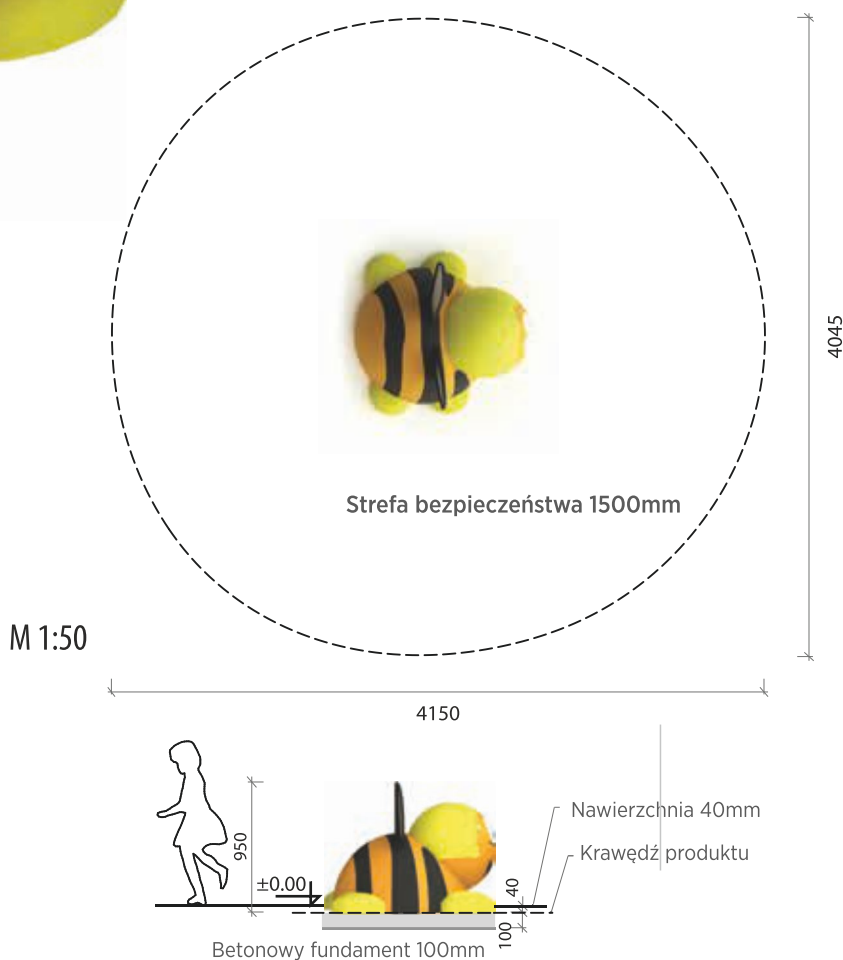 4045
Strefa bezpieczeństwa 1500mm
M 1:50
4150
Nawierzchnia 40mm
950
Krawędź produktu
±0.00
40
100
Betonowy fundament 100mm